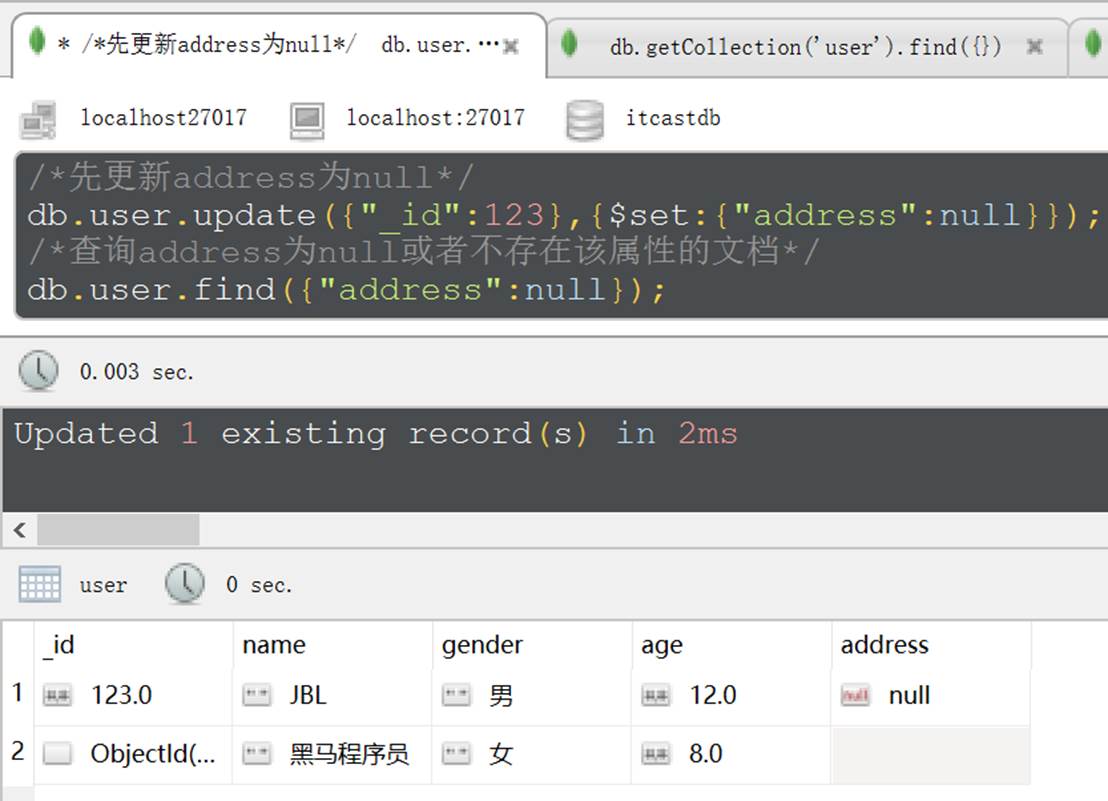 * /*先更新address为null*/ db.user.⋯ db.getCollection('user').find({})
localhost27017 localhost:27017 itcastdb
/*先更新address为null*/
db.user.update({"_id":123},{$set:{"address":null}});
/*查询address为null或者不存在该属性的文档*/
db.user.find({"address":null});
0.003 sec.
Updated 1 existing record(s) in 2ms
user 0 sec.
_id name gender age address
1 123.0 JBL 男 12.0 null null
2 ObjectId(... 黑马程序员 女 8.0